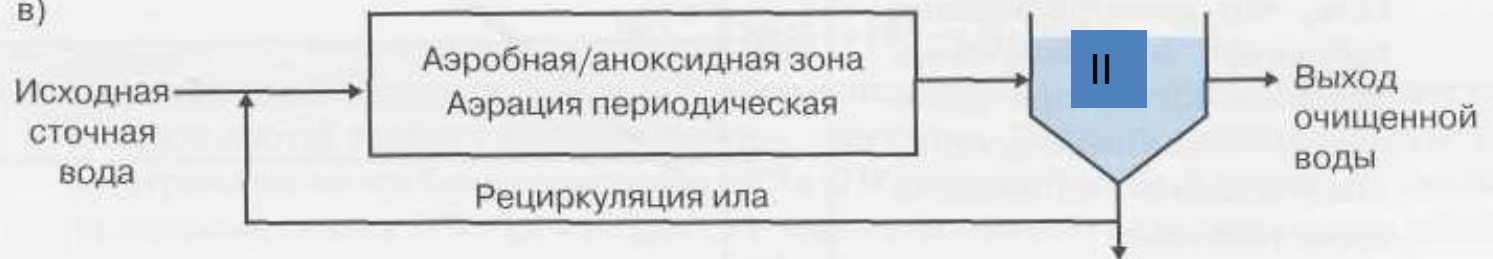 в)
Исходная
сточная
вода
Аэробная/аноксидная зона
Аэрация периодическая
II
Выход
очищенной
воды
Рециркуляция ила